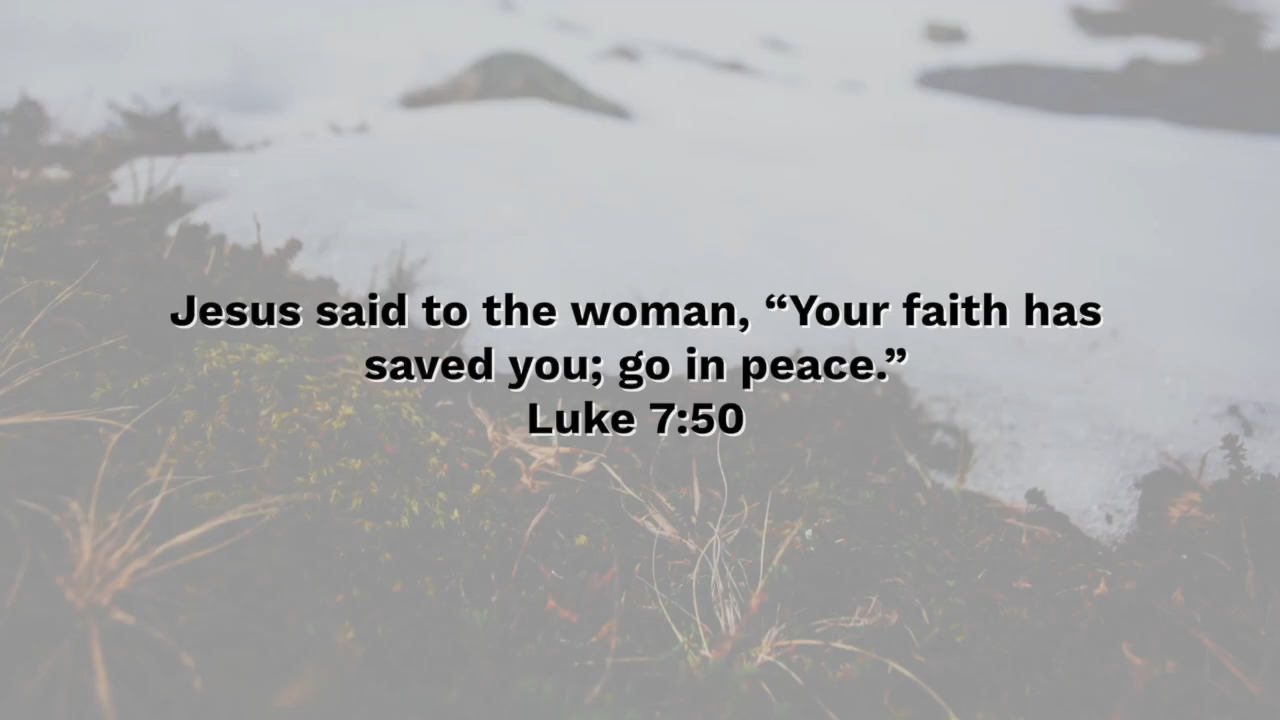 Jesus said to the woman, “Your faith has
saved you; go in peace.”
Luke 7:50